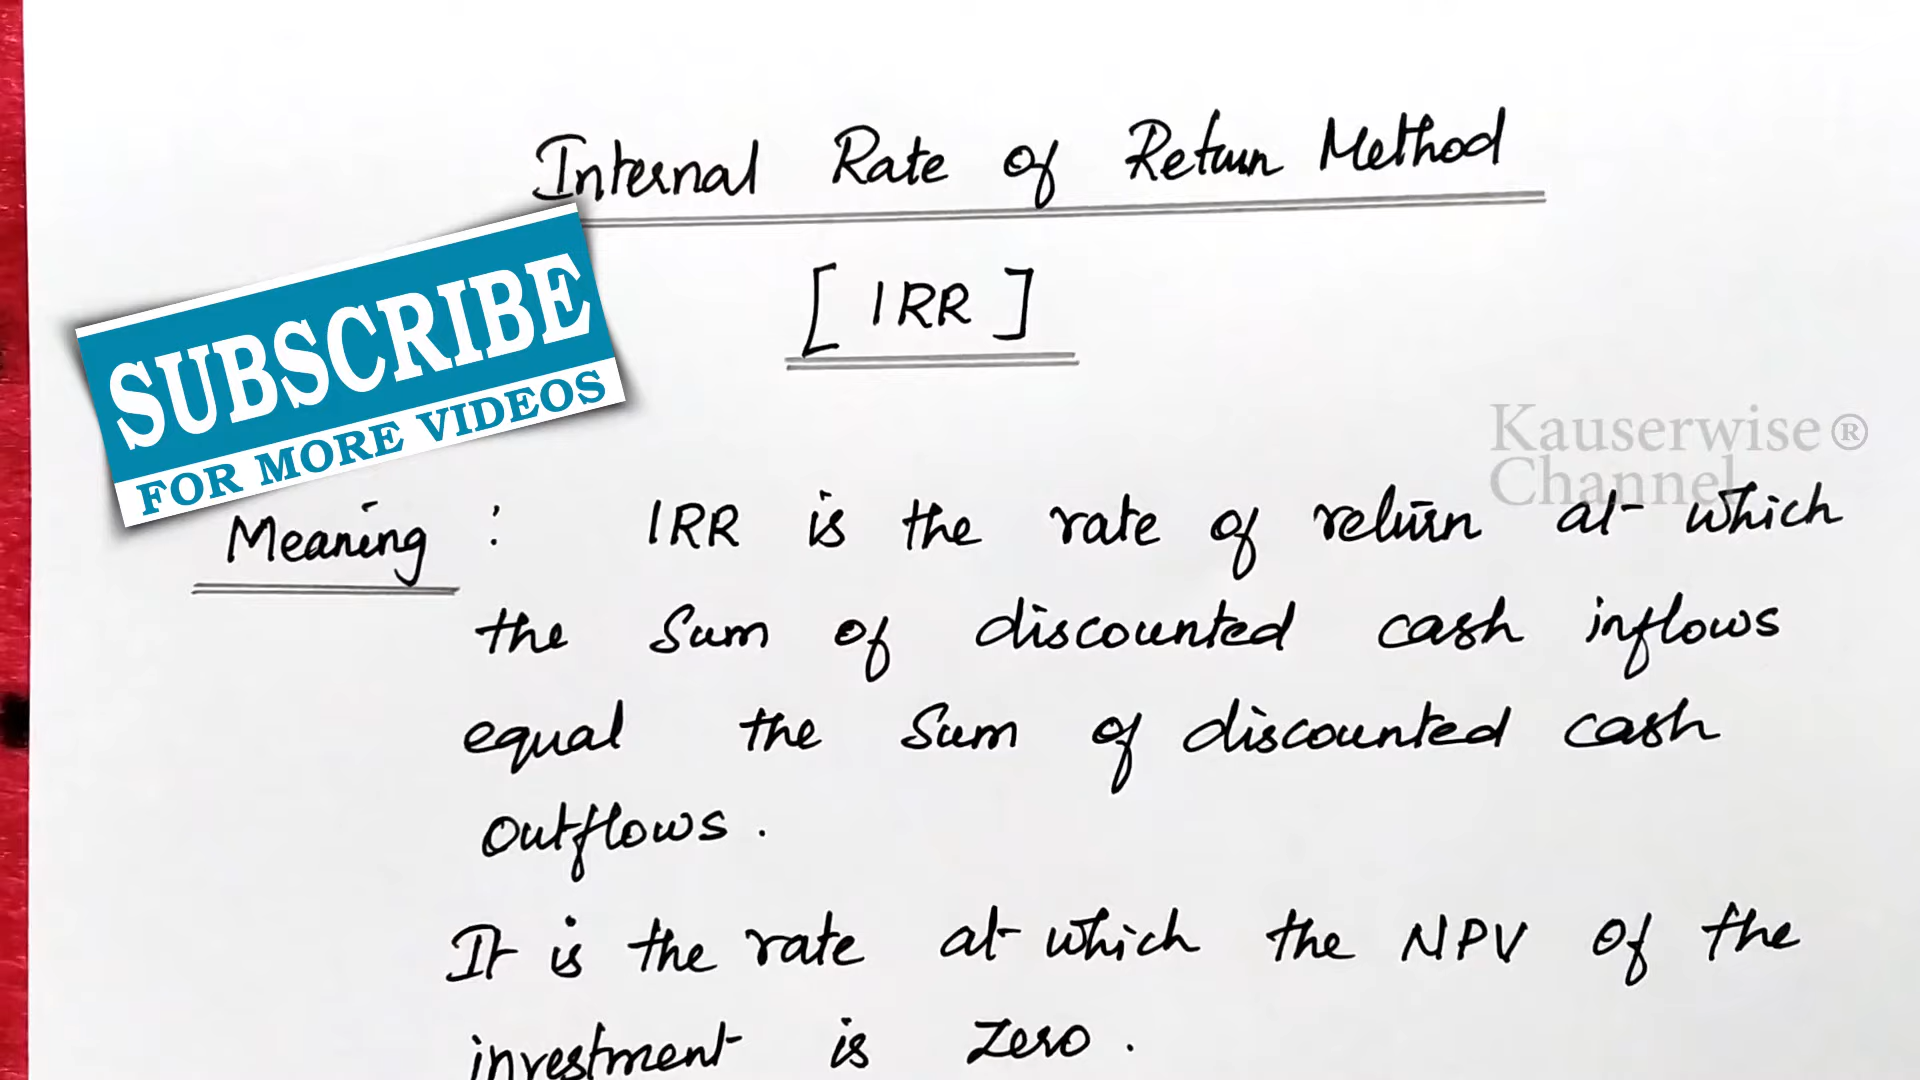 Internal Rate of Return Method
[ IRR ]
SUBSCRIBE
FOR MORE VIDEOS
Kauserwise®
Channel
Meaning : IRR is the rate of return at which
the Sum of discounted cash inflows
equal the Sum of discounted cash
Outflows.
It is the rate at which the NPV of the
investment is Zero.